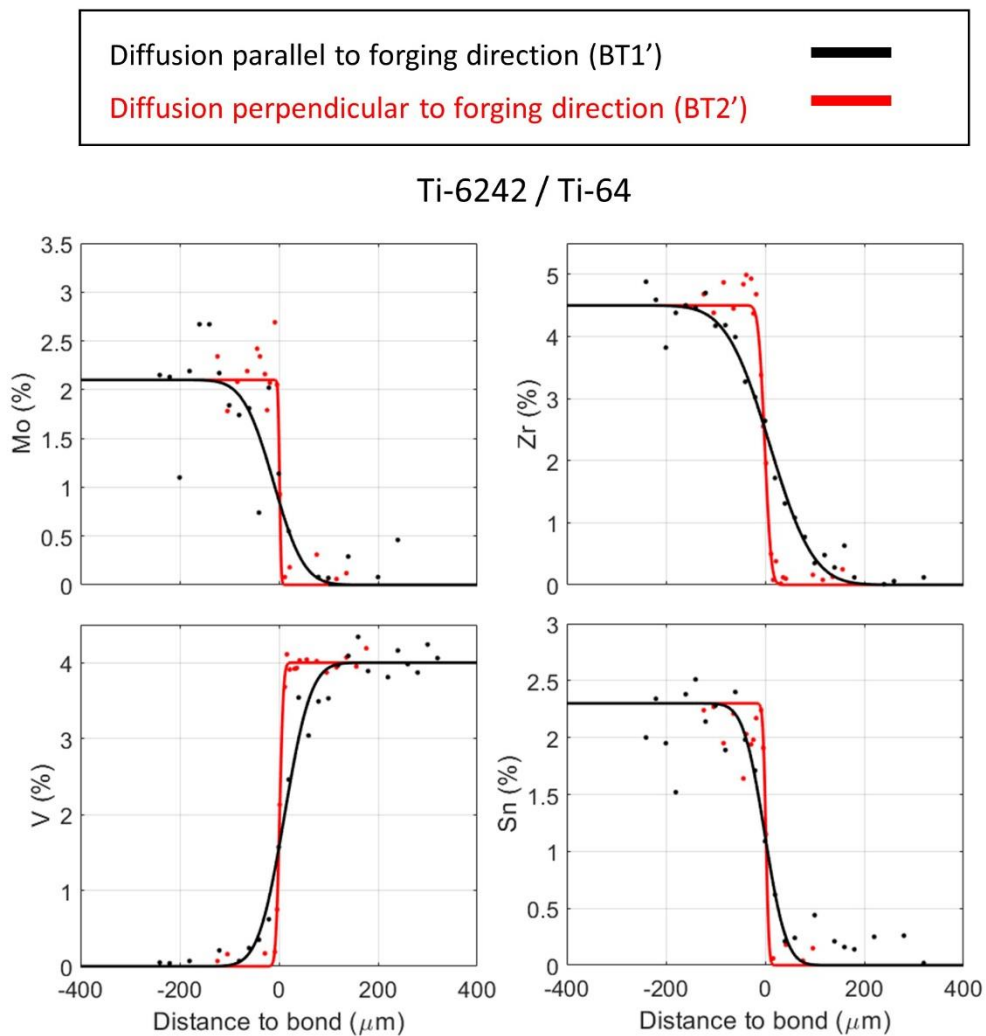 Diffusion parallel to forging direction (BT1’)
Diffusion perpendicular to forging direction (BT2’)
Ti-6242 / Ti-64
3.5
3
2.5
2
1.5
1
0.5
0
Mo (%)
5
4
3
2
1
0
Zr (%)
4
3
2
1
0
V (%)
-400 -200 0 200 400
Distance to bond (μm)
3
2.5
2
1.5
1
0.5
0
Sn (%)
-400 -200 0 200 400
Distance to bond (μm)